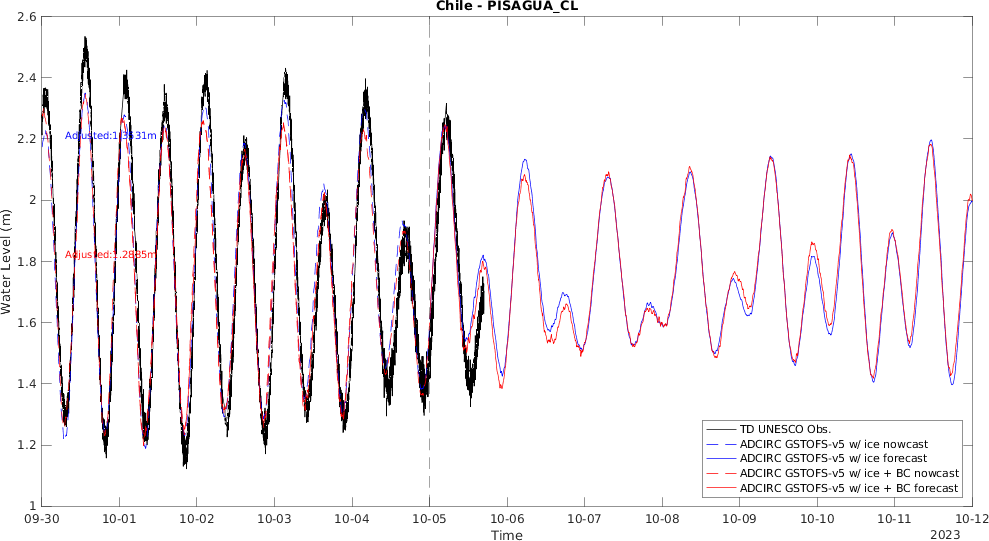 Chile - PISAGUA_CL
2.6
2.4
2.2
2
1.8
1.6
1.4
1.2
1
Water Level (m)
Adjusted:1.3531m
Adjusted:1.2885m
TD UNESCO Obs.
ADCIRC GSTOFS-v5 w/ ice nowcast
ADCIRC GSTOFS-v5 w/ ice forecast
ADCIRC GSTOFS-v5 w/ ice + BC nowcast
ADCIRC GSTOFS-v5 w/ ice + BC forecast
09-30 10-01 10-02 10-03 10-04 10-05 10-06 10-07 10-08 10-09 10-10 10-11 10-12
Time
2023